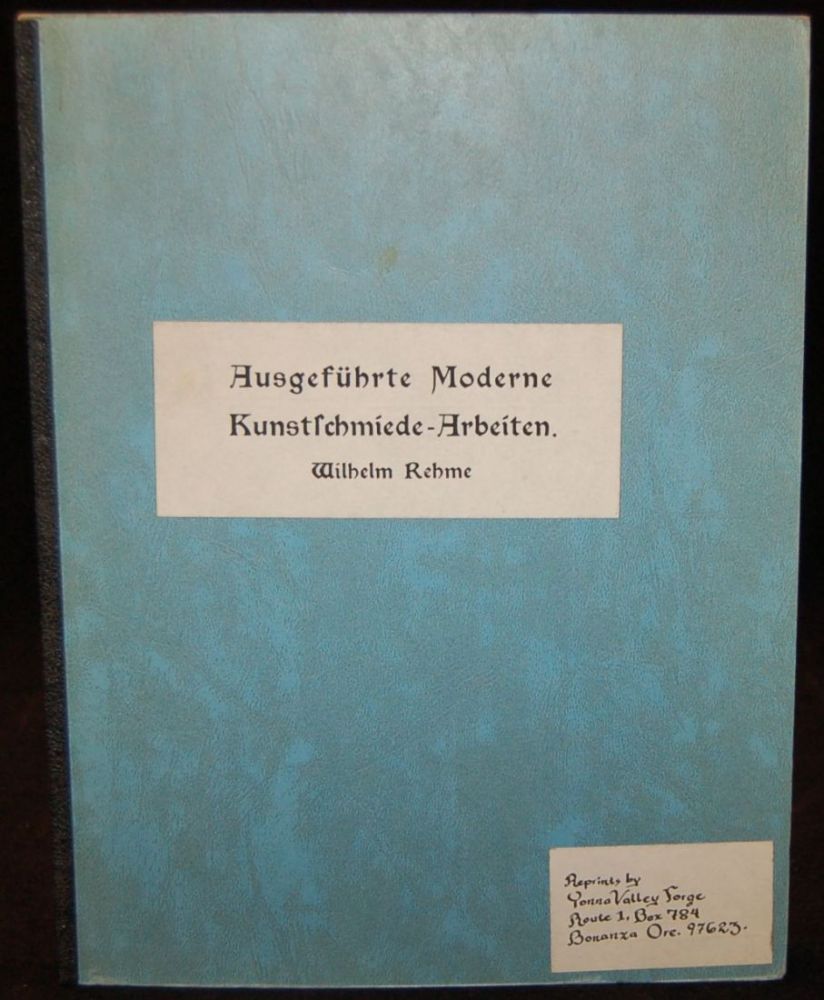 Ausgeführte Moderne
Kunstſchmiede-Arbeiten.
Wilhelm Rehme
Reprints by
Yonna Valley Forge
Route 1, Box 784
Bonanza Ore. 97623.